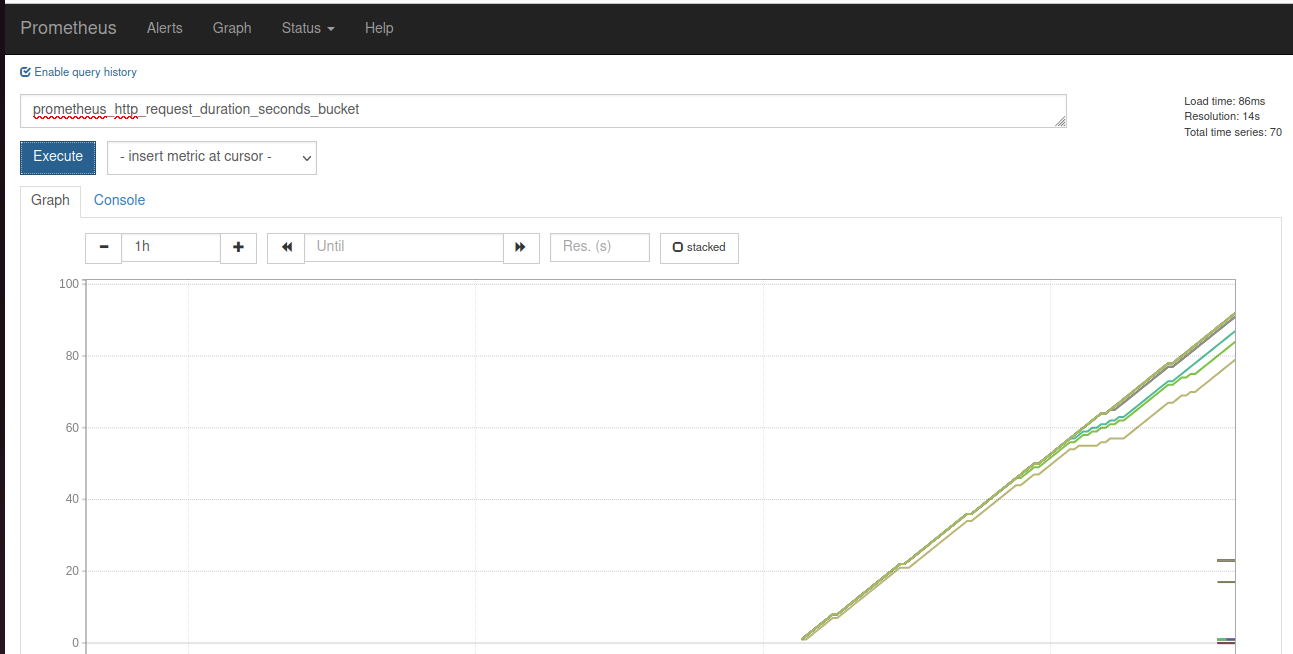 Prometheus Alerts Graph Status Help
Enable query history
prometheus_http_request_duration_seconds_bucket
Load time: 86ms
Resolution: 14s
Total time series: 70
Execute - insert metric at cursor -
Graph Console
1h Until Res. (s) stacked
100
80
60
40
20
0